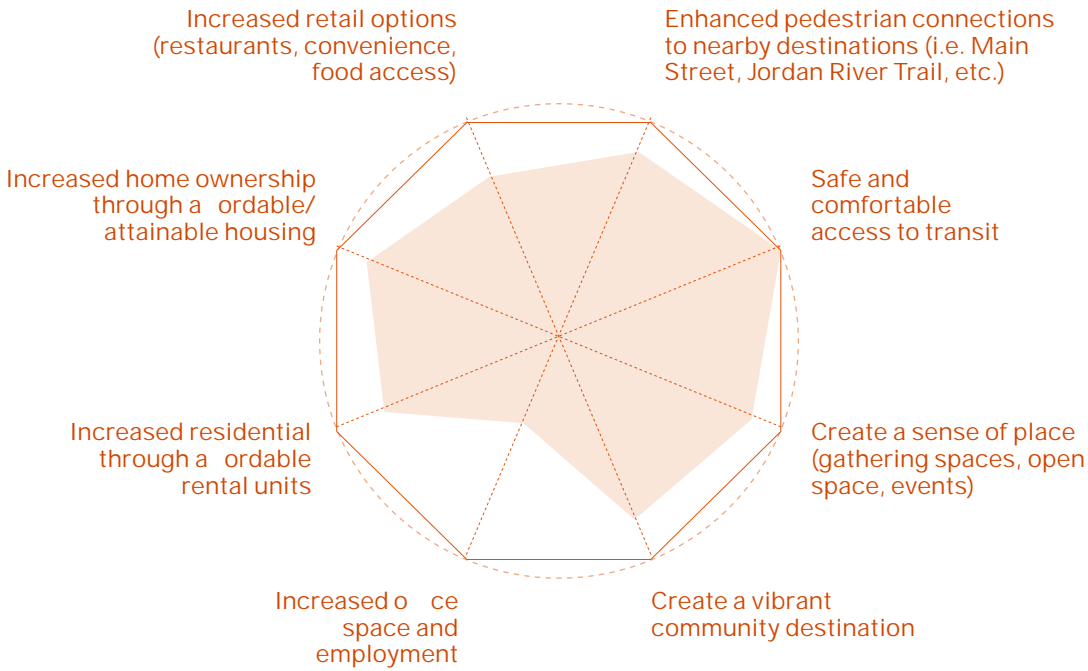 Increased retail options
(restaurants, convenience,
food access)
Enhanced pedestrian connections
to nearby destinations (i.e. Main
Street, Jordan River Trail, etc.)
Increased home ownership
through a ordable/
attainable housing
Safe and
comfortable
access to transit
Increased residential
through a ordable
rental units
Create a sense of place
(gathering spaces, open
space, events)
Increased o ce
space and
employment
Create a vibrant
community destination